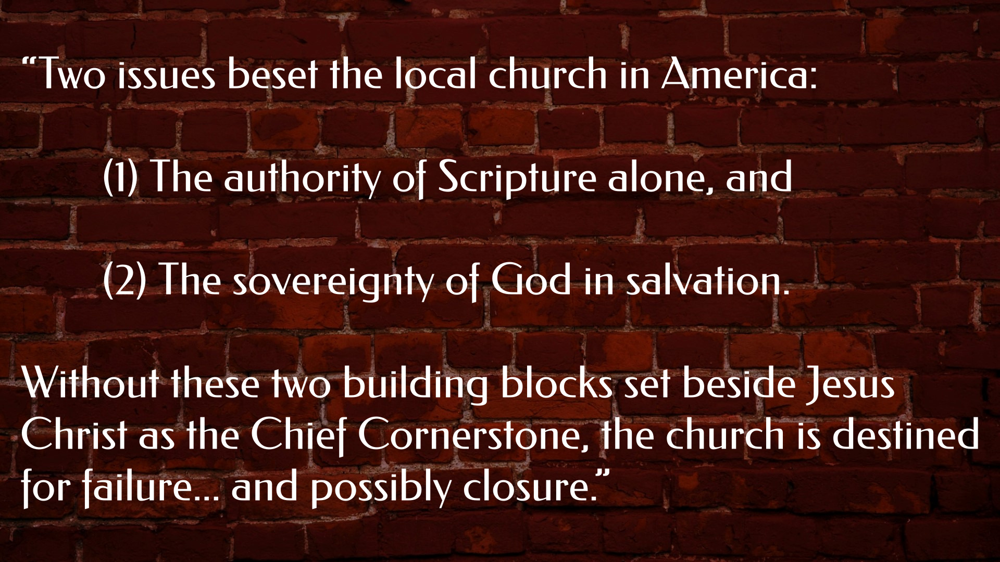 “Two issues beset the local church in America:
(1) The authority of Scripture alone, and
(2) The sovereignty of God in salvation.
Without these two building blocks set beside Jesus
Christ as the Chief Cornerstone, the church is destined
for failure... and possibly closure.”